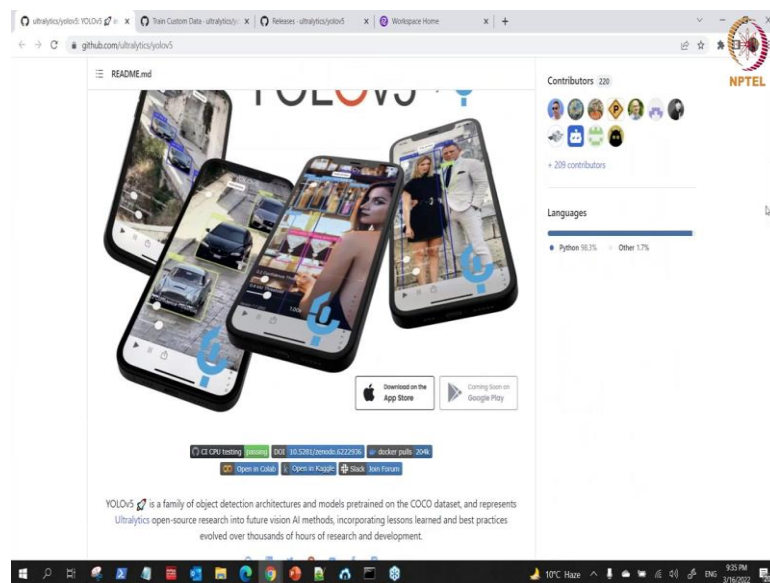 ultralytics/yolov5: YOLOv5
Train Custom Data · ultralytics/yo
Releases · ultralytics/yolov5
Workspace Home
github.com/ultralytics/yolov5
NPTEL
README.md
YOLOv5
Download on the
App Store
Coming Soon on
Google Play
CI CPU testing passing DOI 10.5281/zenodo.6222936 docker pulls 204k
Open in Colab Open in Kaggle Slack Join Forum
YOLOv5 🚀 is a family of object detection architectures and models pretrained on the COCO dataset, and represents
Ultralytics open-source research into future vision AI methods, incorporating lessons learned and best practices
evolved over thousands of hours of research and development.
Contributors 220
+ 209 contributors
Languages
Python 98.3% Other 1.7%
10°C Haze ENG 9:35 PM
3/16/2022